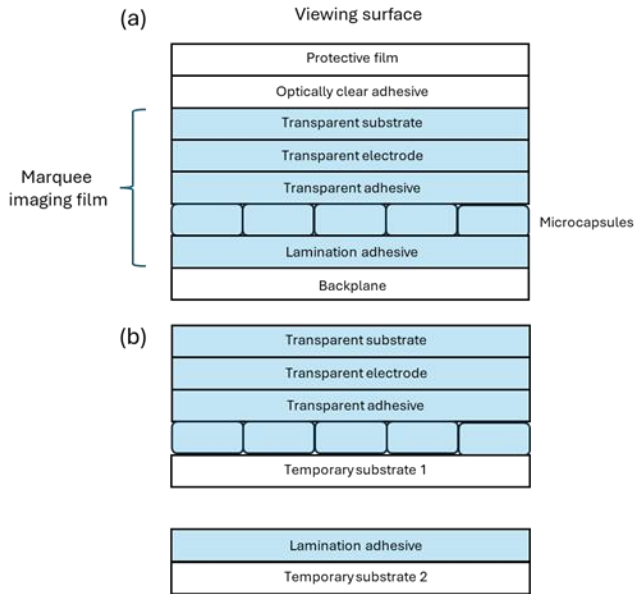 (a)
Viewing surface
Protective film
Optically clear adhesive
Transparent substrate
Transparent electrode
Marquee
imaging film
Transparent adhesive
Microcapsules
Lamination adhesive
Backplane
(b)
Transparent substrate
Transparent electrode
Transparent adhesive
Temporary substrate 1
Lamination adhesive
Temporary substrate 2